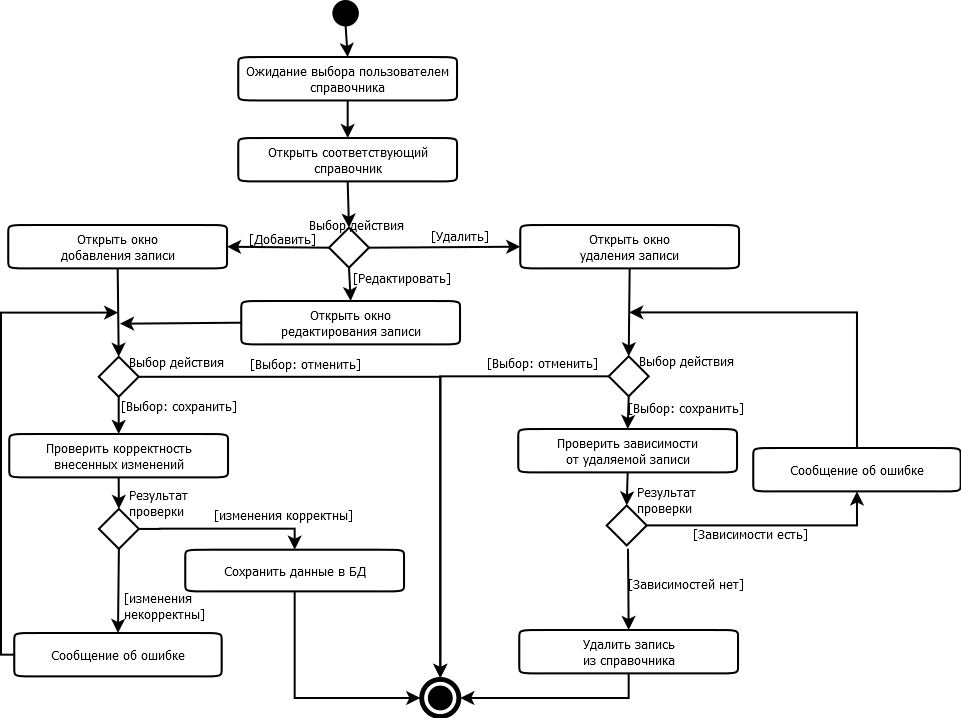 Ожидание выбора пользователем
справочника
Открыть соответствующий
справочник
Выбор действия
[Добавить]
[Удалить]
Открыть окно
добавления записи
Открыть окно
удаления записи
[Редактировать]
Открыть окно
редактирования записи
Выбор действия
[Выбор: отменить]
[Выбор: отменить]
Выбор действия
[Выбор: сохранить]
[Выбор: сохранить]
Проверить корректность
внесенных изменений
Проверить зависимости
от удаляемой записи
Сообщение об ошибке
Результат
проверки
[изменения корректны]
Результат
проверки
[Зависимости есть]
Сохранить данные в БД
[Зависимостей нет]
[изменения
некорректны]
Сообщение об ошибке
Удалить запись
из справочника